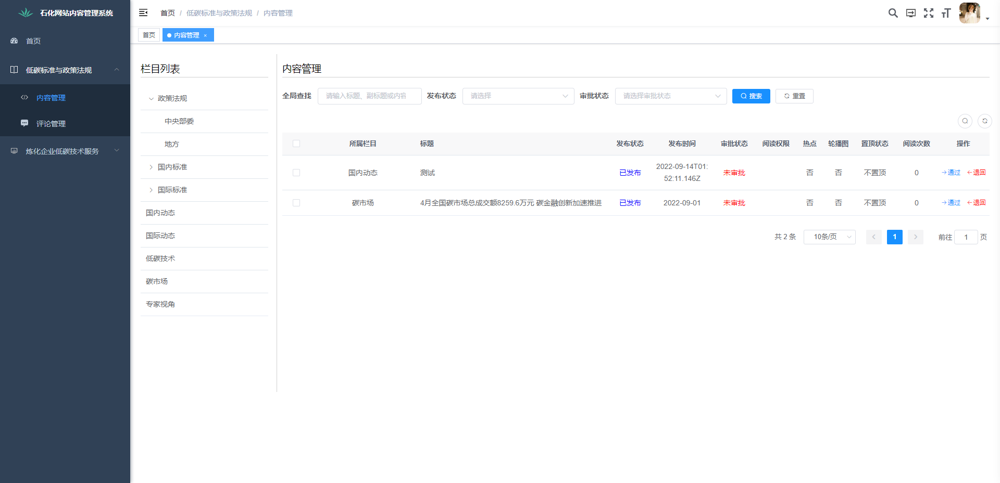 石化网站内容管理系统
首页
低碳标准与政策法规
内容管理
评论管理
炼化企业低碳技术服务
首页 / 低碳标准与政策法规 / 内容管理
首页
内容管理 ×
栏目列表
政策法规
中央部委
地方
国内标准
国际标准
国内动态
国际动态
低碳技术
碳市场
专家视角
内容管理
全局查找 请输入标题、副标题或内容 发布状态 请选择 审批状态 请选择审批状态 搜索 重置
所属栏目 标题 发布状态 发布时间 审批状态 阅读权限 热点 轮播图 置顶状态 阅读次数 操作
国内动态 测试 已发布 2022-09-14T01:52:11.146Z 未审批 否 否 不置顶 0 通过 退回
碳市场 4月全国碳市场总成交额8259.6万元 碳金融创新加速推进 已发布 2022-09-01 未审批 否 否 不置顶 0 通过 退回
共 2 条 10条/页 1 前往 1 页